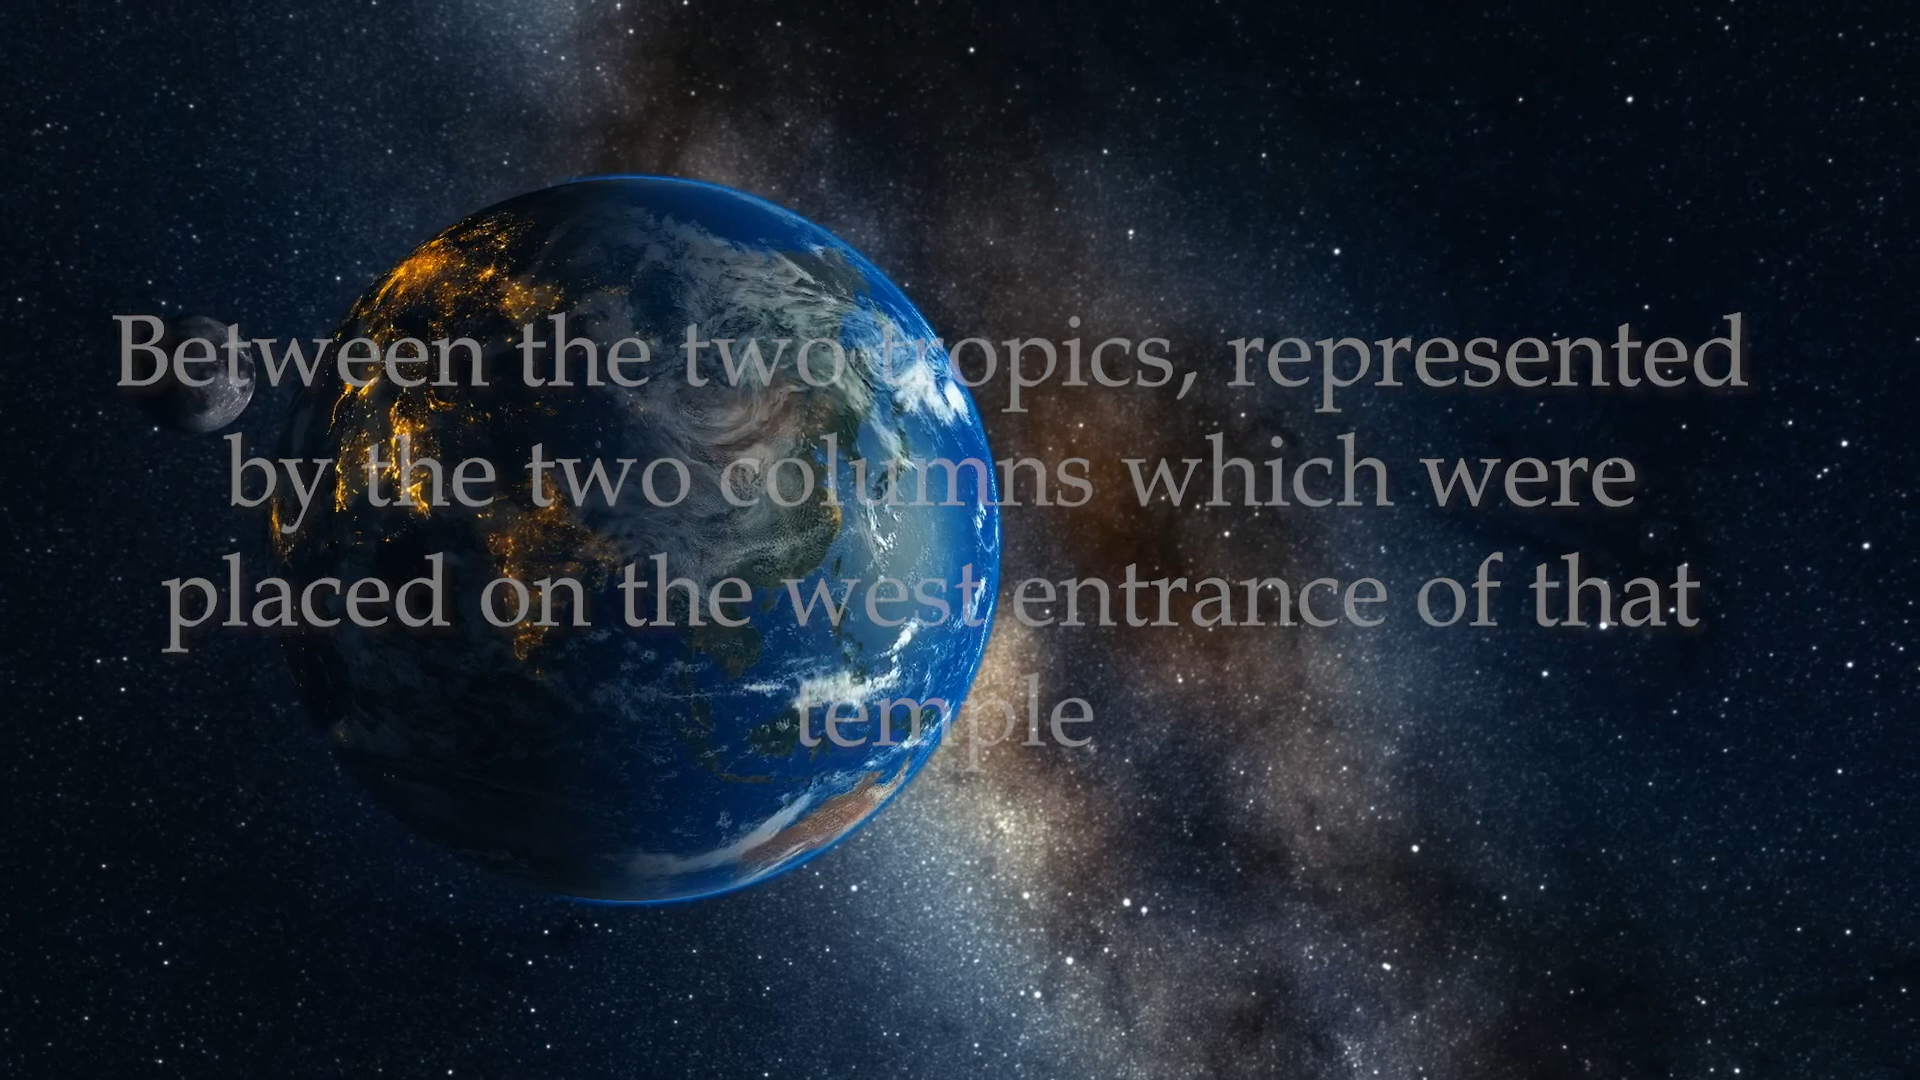 Between the two tropics, represented
by the two columns which were
placed on the west entrance of that
temple